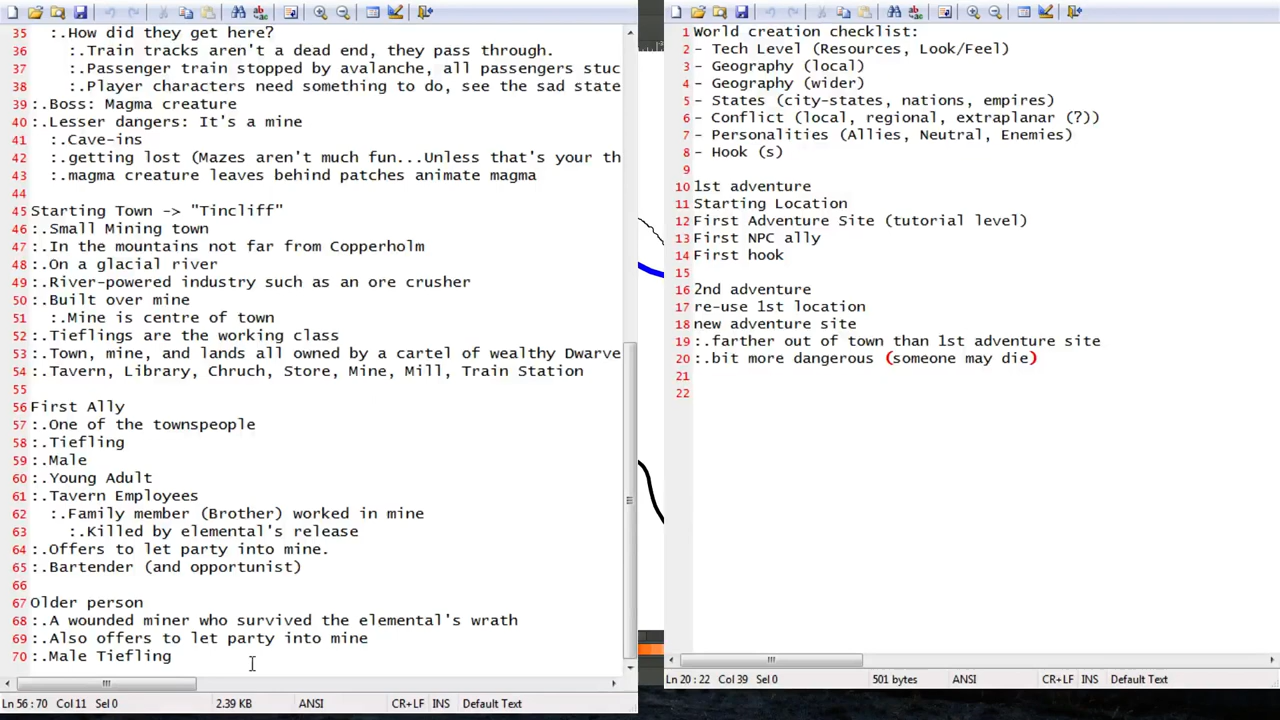 35 :.How did they get here?
36 :.Train tracks aren't a dead end, they pass through.
37 :.Passenger train stopped by avalanche, all passengers stuc
38 :.Player characters need something to do, see the sad state
39 :.Boss: Magma creature
40 :.Lesser dangers: It's a mine
41 :.Cave-ins
42 :.getting lost (Mazes aren't much fun...Unless that's your th
43 :.magma creature leaves behind patches animate magma
44
45 Starting Town -> "Tincliff"
46 :.Small Mining town
47 :.In the mountains not far from Copperholm
48 :.On a glacial river
49 :.River-powered industry such as an ore crusher
50 :.Built over mine
51 :.Mine is centre of town
52 :.Tieflings are the working class
53 :.Town, mine, and lands all owned by a cartel of wealthy Dwarve
54 :.Tavern, Library, Chruch, Store, Mine, Mill, Train Station
55
56 First Ally
57 :.One of the townspeople
58 :.Tiefling
59 :.Male
60 :.Young Adult
61 :.Tavern Employees
62 :.Family member (Brother) worked in mine
63 :.Killed by elemental's release
64 :.Offers to let party into mine.
65 :.Bartender (and opportunist)
66
67 Older person
68 :.A wounded miner who survived the elemental's wrath
69 :.Also offers to let party into mine
70 :.Male Tiefling
Ln 56 : 70 Col 11 Sel 0 2.39 KB ANSI CR+LF INS Default Text
1 World creation checklist:
2 - Tech Level (Resources, Look/Feel)
3 - Geography (local)
4 - Geography (wider)
5 - States (city-states, nations, empires)
6 - Conflict (local, regional, extraplanar (?))
7 - Personalities (Allies, Neutral, Enemies)
8 - Hook (s)
9
10 1st adventure
11 Starting Location
12 First Adventure Site (tutorial level)
13 First NPC ally
14 First hook
15
16 2nd adventure
17 re-use 1st location
18 new adventure site
19 :.farther out of town than 1st adventure site
20 :.bit more dangerous (someone may die)
21
22
Ln 20 : 22 Col 39 Sel 0 501 bytes ANSI CR+LF INS Default Text